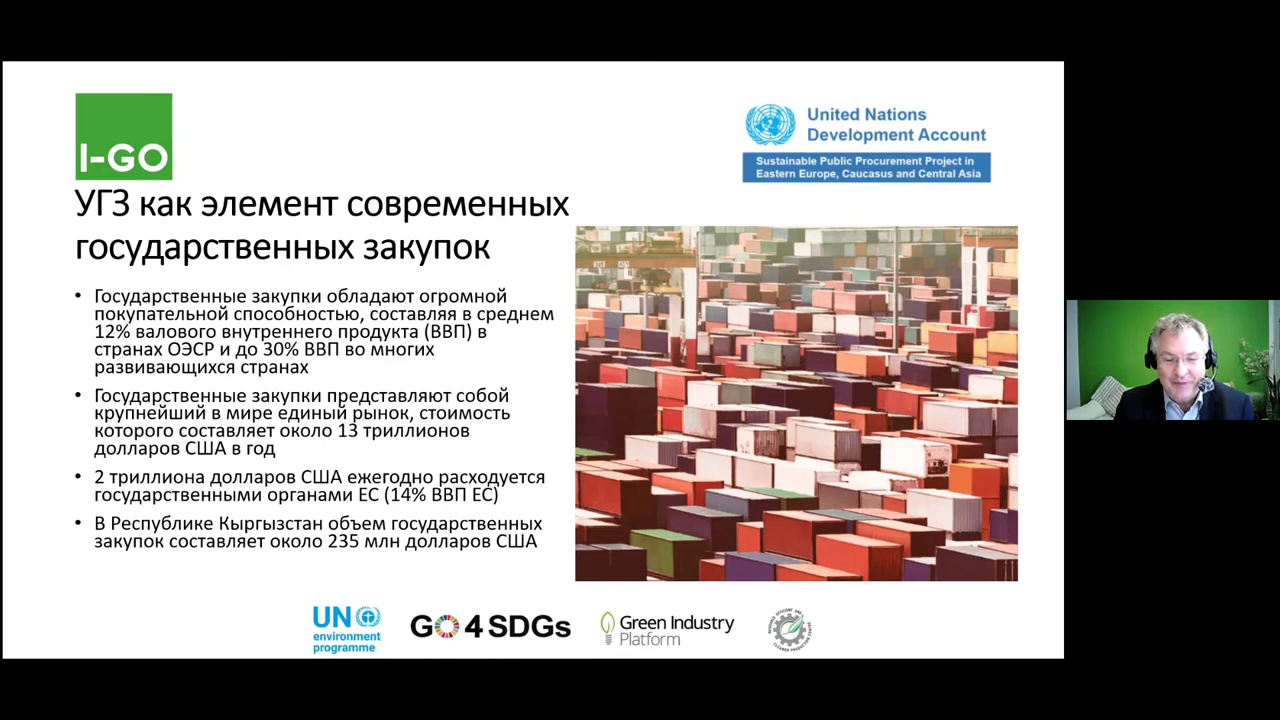 I-GO
United Nations
Development Account
Sustainable Public Procurement Project in
Eastern Europe, Caucasus and Central Asia
УГЗ как элемент современных
государственных закупок
• Государственные закупки обладают огромной
покупательной способностью, составляя в среднем
12% валового внутреннего продукта (ВВП) в
странах ОЭСР и до 30% ВВП во многих
развивающихся странах
• Государственные закупки представляют собой
крупнейший в мире единый рынок, стоимость
которого составляет около 13 триллионов
долларов США в год
• 2 триллиона долларов США ежегодно расходуется
государственными органами ЕС (14% ВВП ЕС)
• В Республике Кыргызстан объем государственных
закупок составляет около 235 млн долларов США
UN
environment
programme
GO4SDGs
Green Industry
Platform